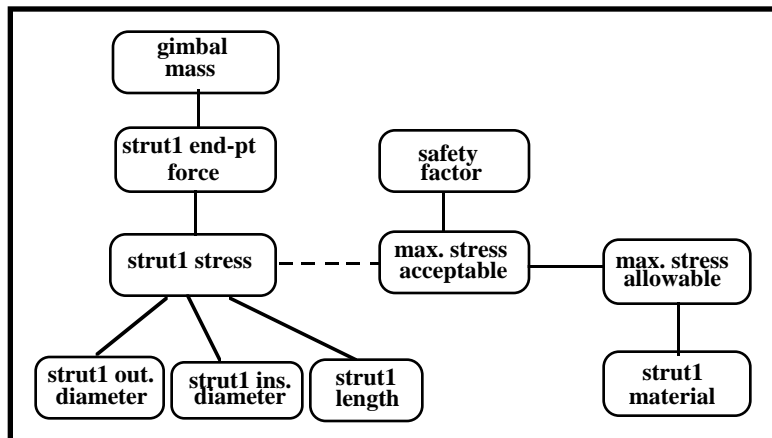 gimbal
mass
strut1 end-pt
force
safety
factor
strut1 stress
max. stress
acceptable
max. stress
allowable
strut1 out.
diameter
strut1 ins.
diameter
strut1
length
strut1
material